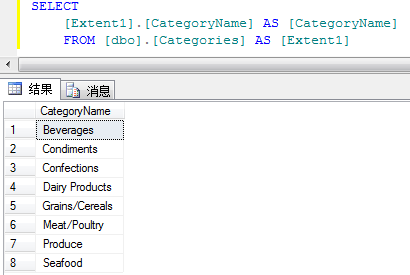 SELECT
[Extent1].[CategoryName] AS [CategoryName]
FROM [dbo].[Categories] AS [Extent1]
结果 消息
CategoryName
1 Beverages
2 Condiments
3 Confections
4 Dairy Products
5 Grains/Cereals
6 Meat/Poultry
7 Produce
8 Seafood